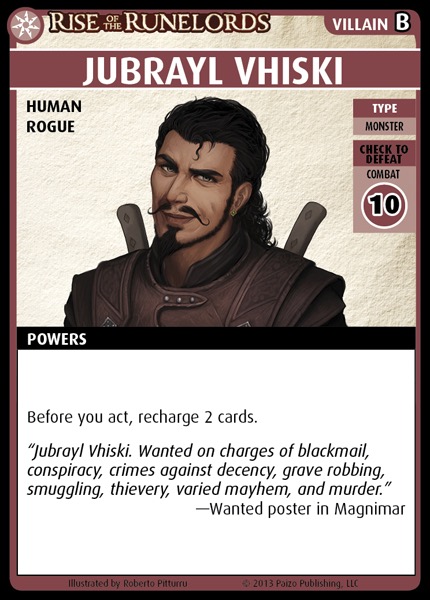 RISE OF THE RUNELORDS
VILLAIN B
JUBRAYL VHISKI
HUMAN
ROGUE
TYPE
MONSTER
CHECK TO
DEFEAT
COMBAT
10
POWERS
Before you act, recharge 2 cards.
“Jubrayl Vhiski. Wanted on charges of blackmail,
conspiracy, crimes against decency, grave robbing,
smuggling, thievery, varied mayhem, and murder.”
—Wanted poster in Magnimar
Illustrated by Roberto Pitturru © 2013 Paizo Publishing, LLC